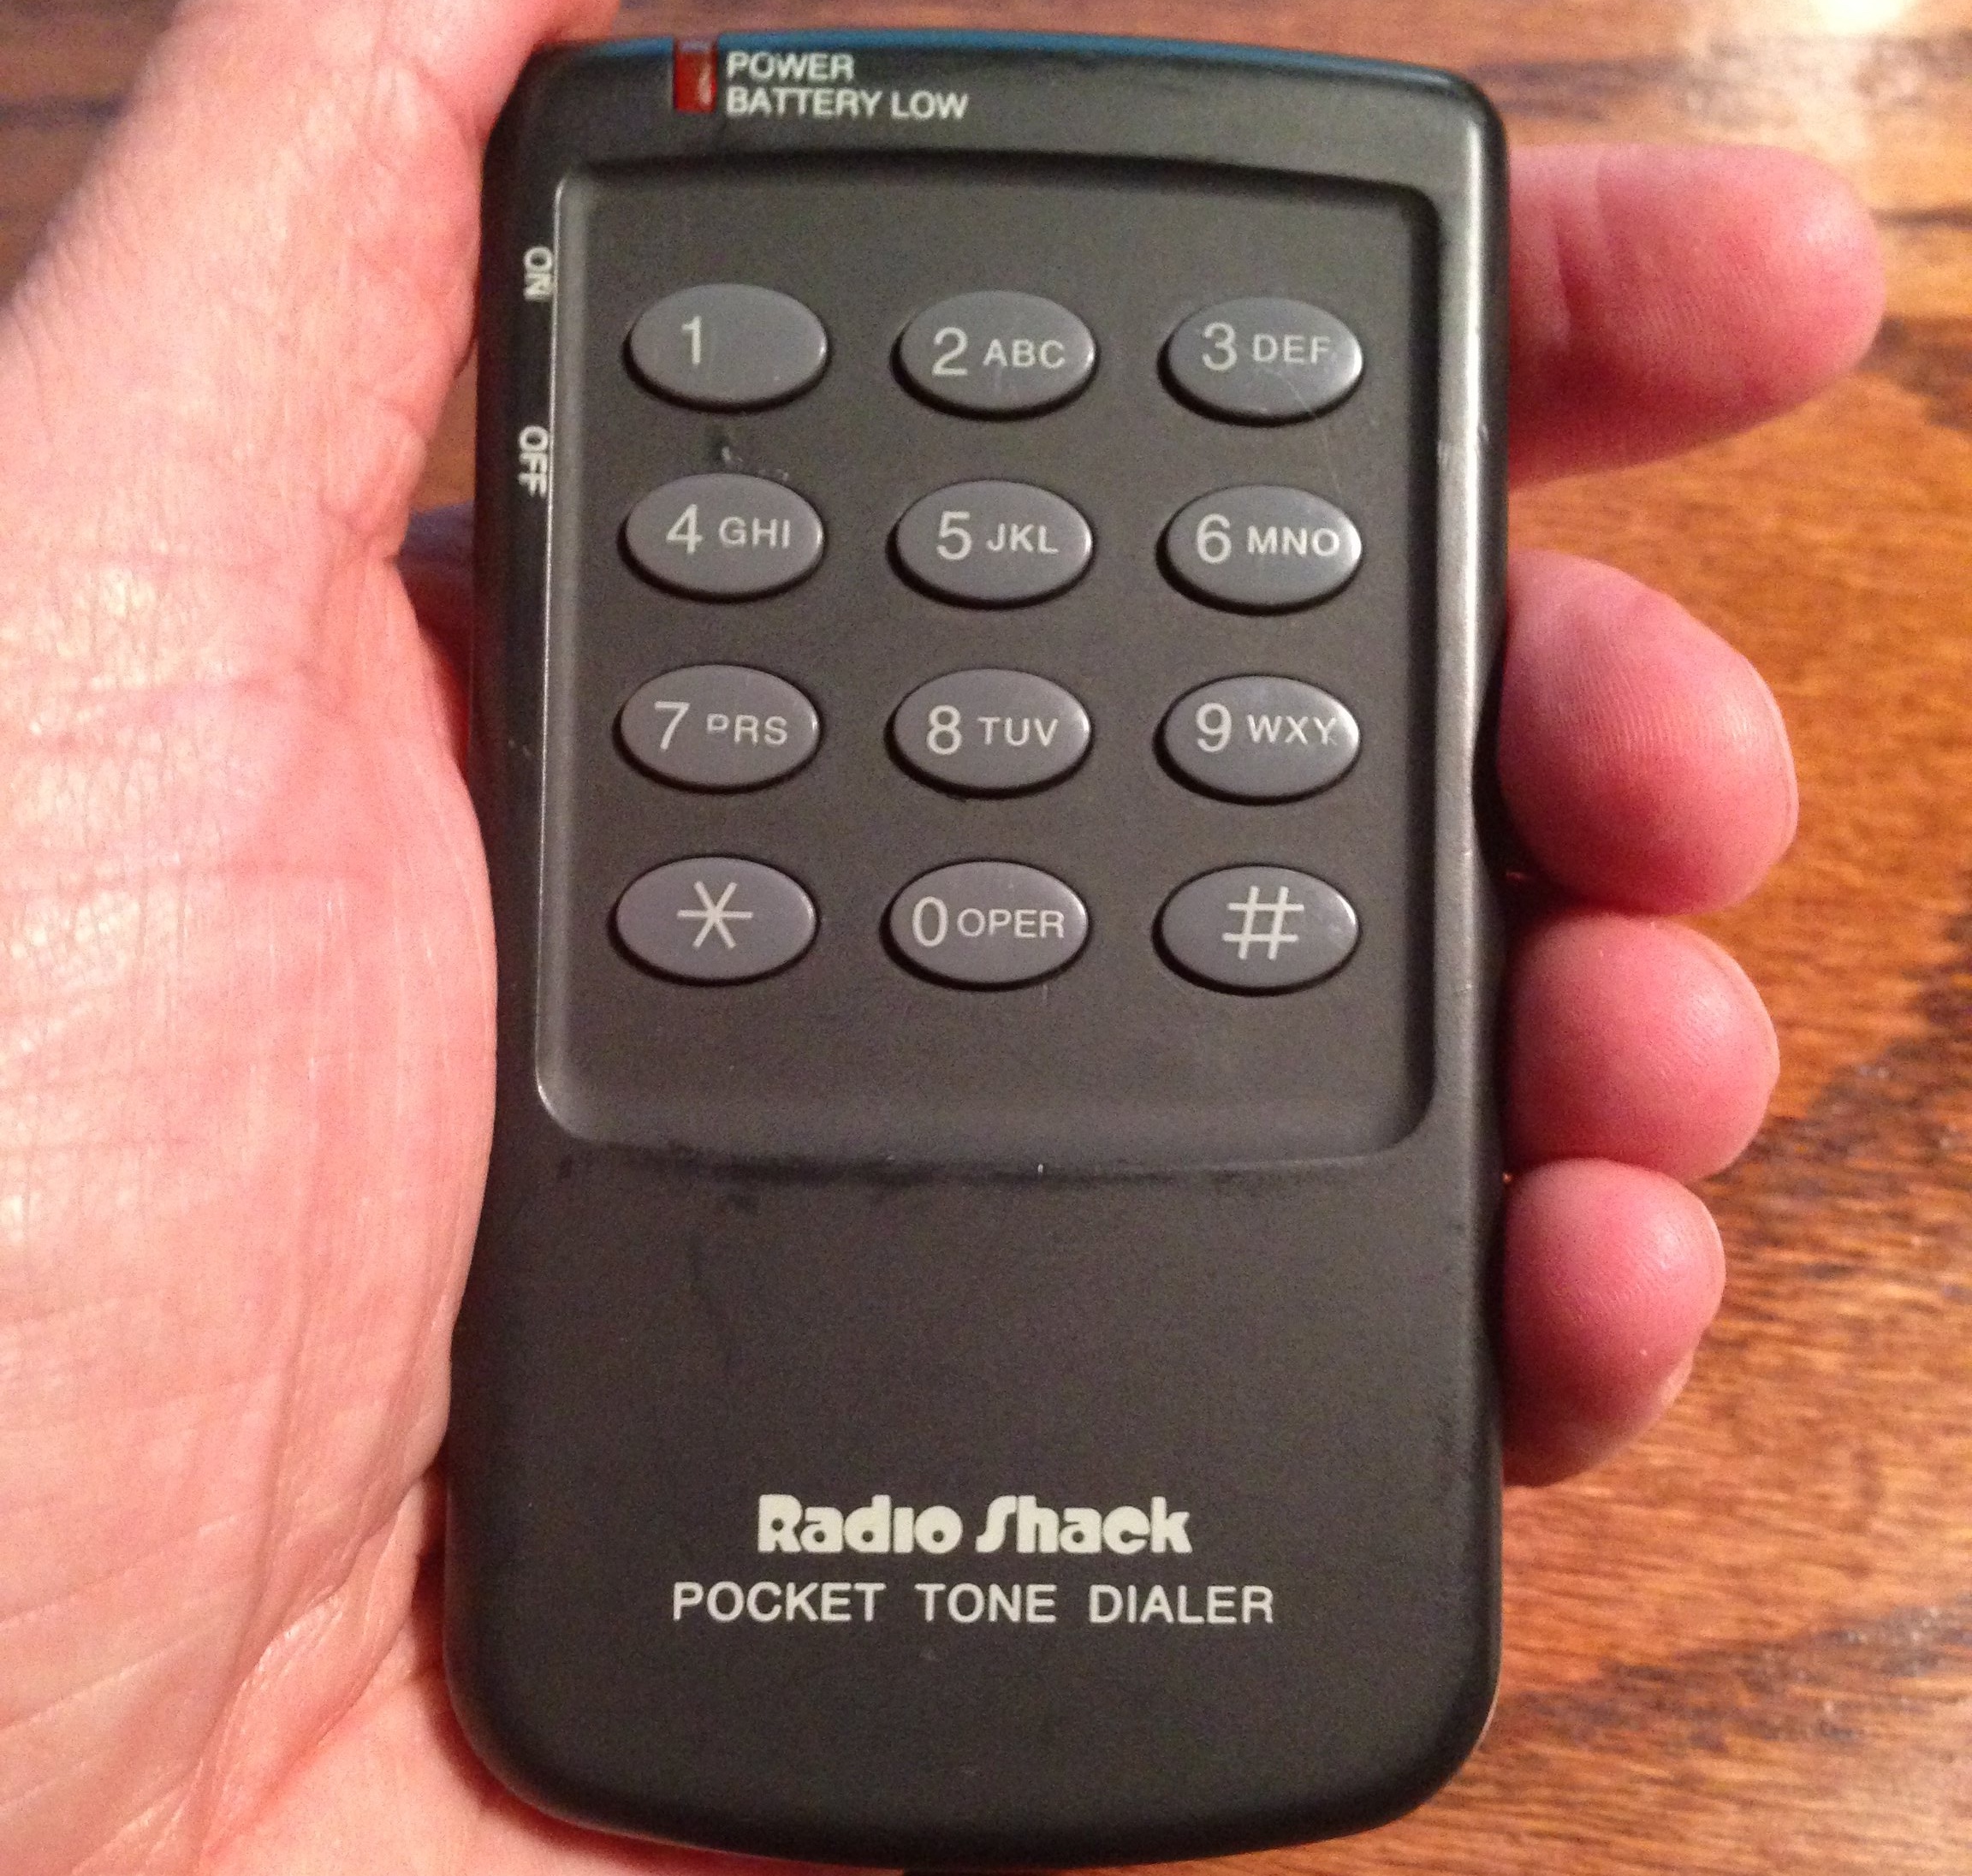 POWER
BATTERY LOW
ON
OFF
1
2 ABC
3 DEF
4 GHI
5 JKL
6 MNO
7 PRS
8 TUV
9 WXY
*
0 OPER
#
Radio Shack
POCKET TONE DIALER